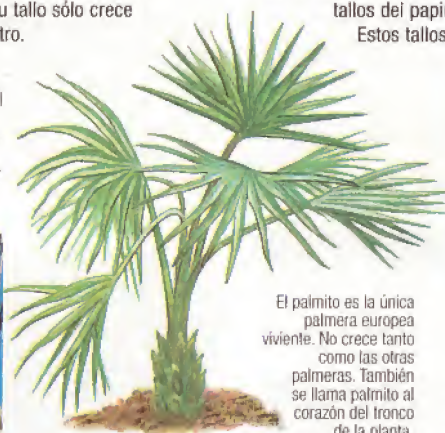 u tallo sólo crece
tro.
tallos del papi
Estos tallos
El palmito es la única
palmera europea
viviente. No crece tanto
como las otras
palmeras. También
se llama palmito al
corazón del tronco
de la planta.